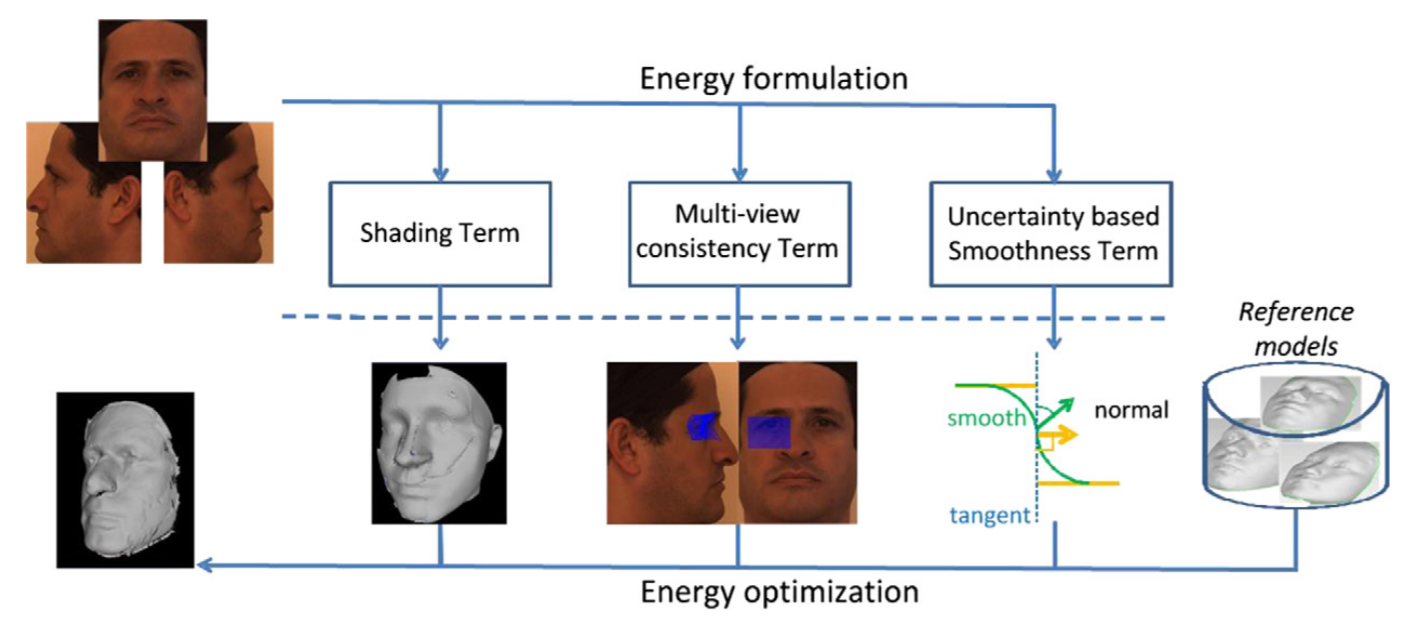 Energy formulation
Shading Term
Multi-view
consistency Term
Uncertainty based
Smoothness Term
Reference
models
smooth
normal
tangent
Energy optimization